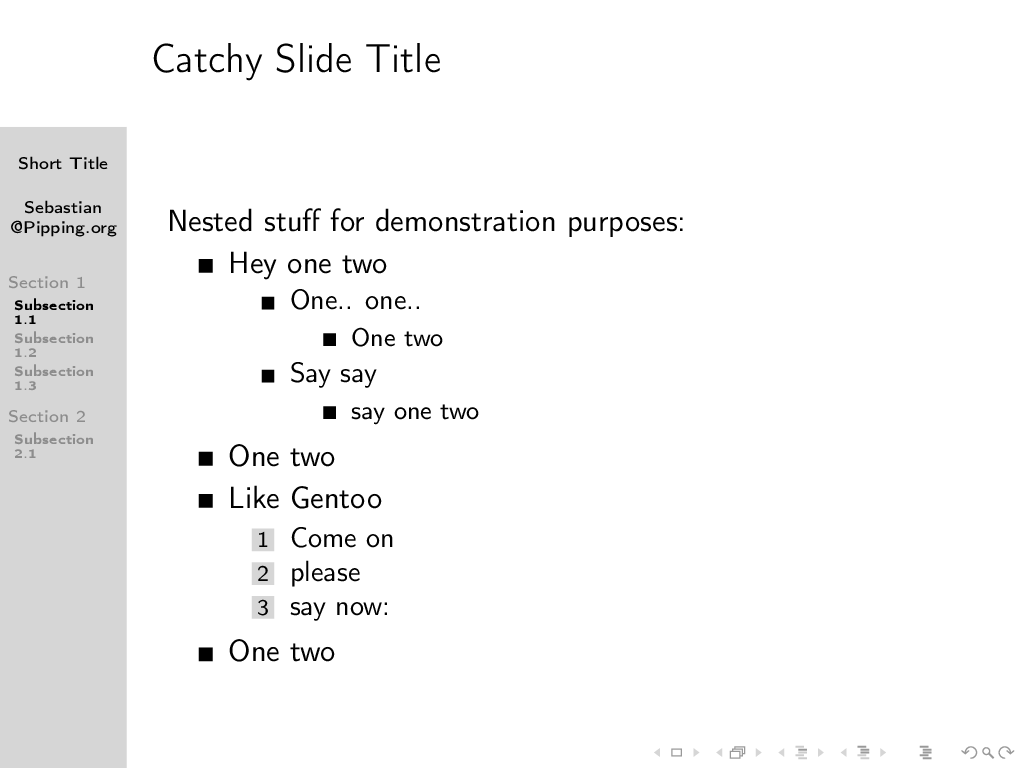 Catchy Slide Title
Short Title
Sebastian
@Pipping.org
Section 1
Subsection
1.1
Subsection
1.2
Subsection
1.3
Section 2
Subsection
2.1
Nested stuff for demonstration purposes:
Hey one two
One.. one..
One two
Say say
say one two
One two
Like Gentoo
1 Come on
2 please
3 say now:
One two